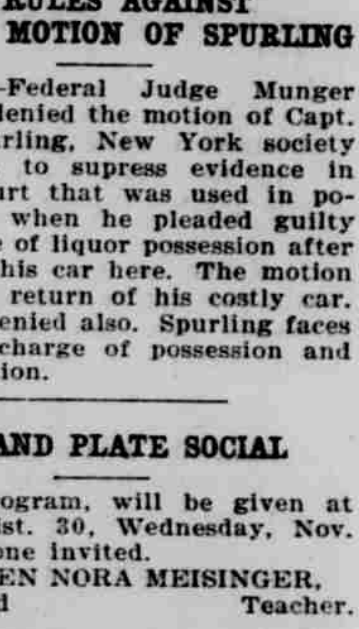 RULES AGAINST
MOTION OF SPURLING
-Federal Judge Munger
denied the motion of Capt.
rling, New York society
to supress evidence in
urt that was used in po-
when he pleaded guilty
e of liquor possession after
his car here. The motion
return of his costly car.
enied also. Spurling faces
charge of possession and
ion.
AND PLATE SOCIAL
ogram, will be given at
ist. 30, Wednesday, Nov.
one invited.
EN NORA MEISINGER,
d Teacher.